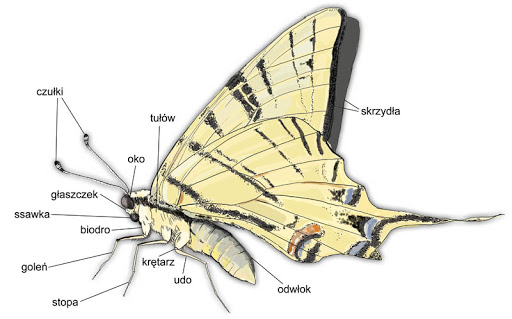 czułki
skrzydła
tułów
oko
głaszczek
ssawka
biodro
goleń
krętarz
udo
stopa
odwłok